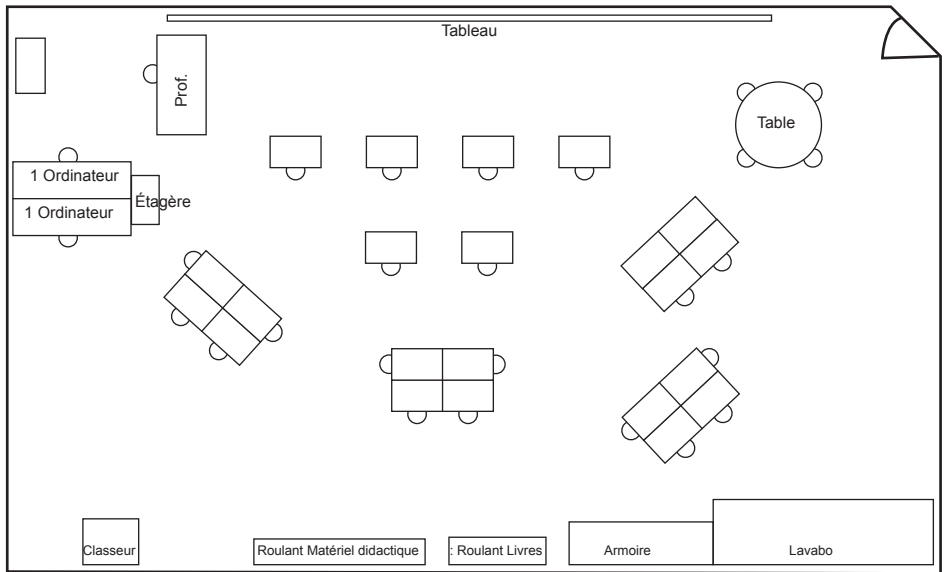 Tableau
Prof.
Table
1 Ordinateur
Étagère
1 Ordinateur
Classeur
Roulant Matériel didactique
: Roulant Livres
Armoire
Lavabo